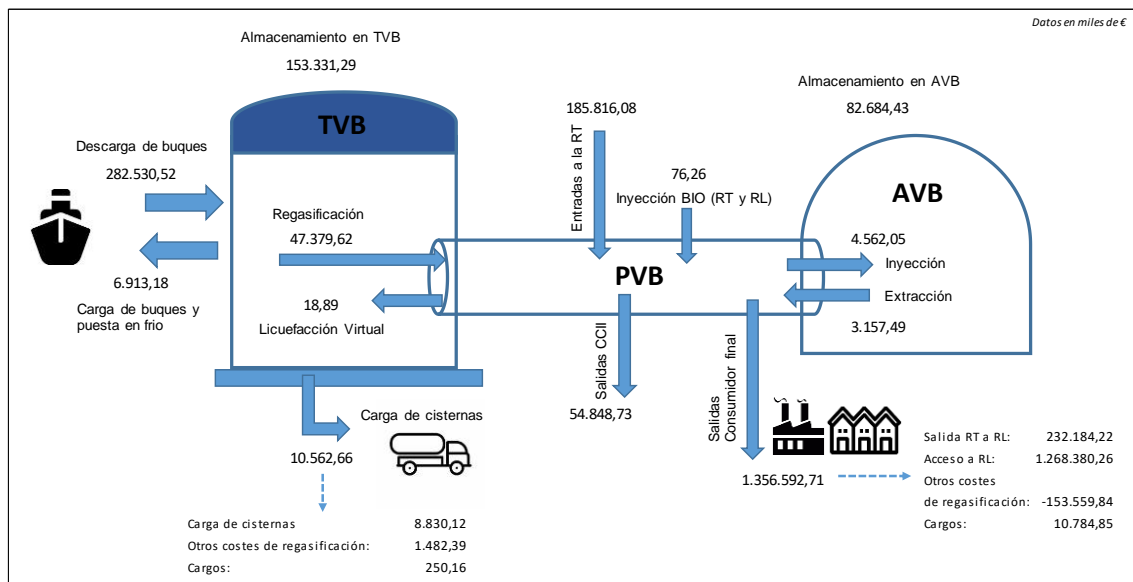 Datos en miles de €
Almacenamiento en TVB
153.331,29
Almacenamiento en AVB
82.684,43
185.816,08
TVB
Descarga de buques
282.530,52
Entradas a la RT
76,26
Inyección BIO (RT y RL)
AVB
Regasificación
47.379,62
4.562,05
Inyección
PVB
6.913,18
Carga de buques y
puesta en frio
18,89
Licuefacción Virtual
Extracción
3.157,49
Salidas CCII
Salidas
Consumidor final
54.848,73
Carga de cisternas
10.562,66
1.356.592,71
Salida RT a RL: 232.184,22
Acceso a RL: 1.268.380,26
Otros costes
de regasificación: -153.559,84
Cargos: 10.784,85
Carga de cisternas 8.830,12
Otros costes de regasificación: 1.482,39
Cargos: 250,16